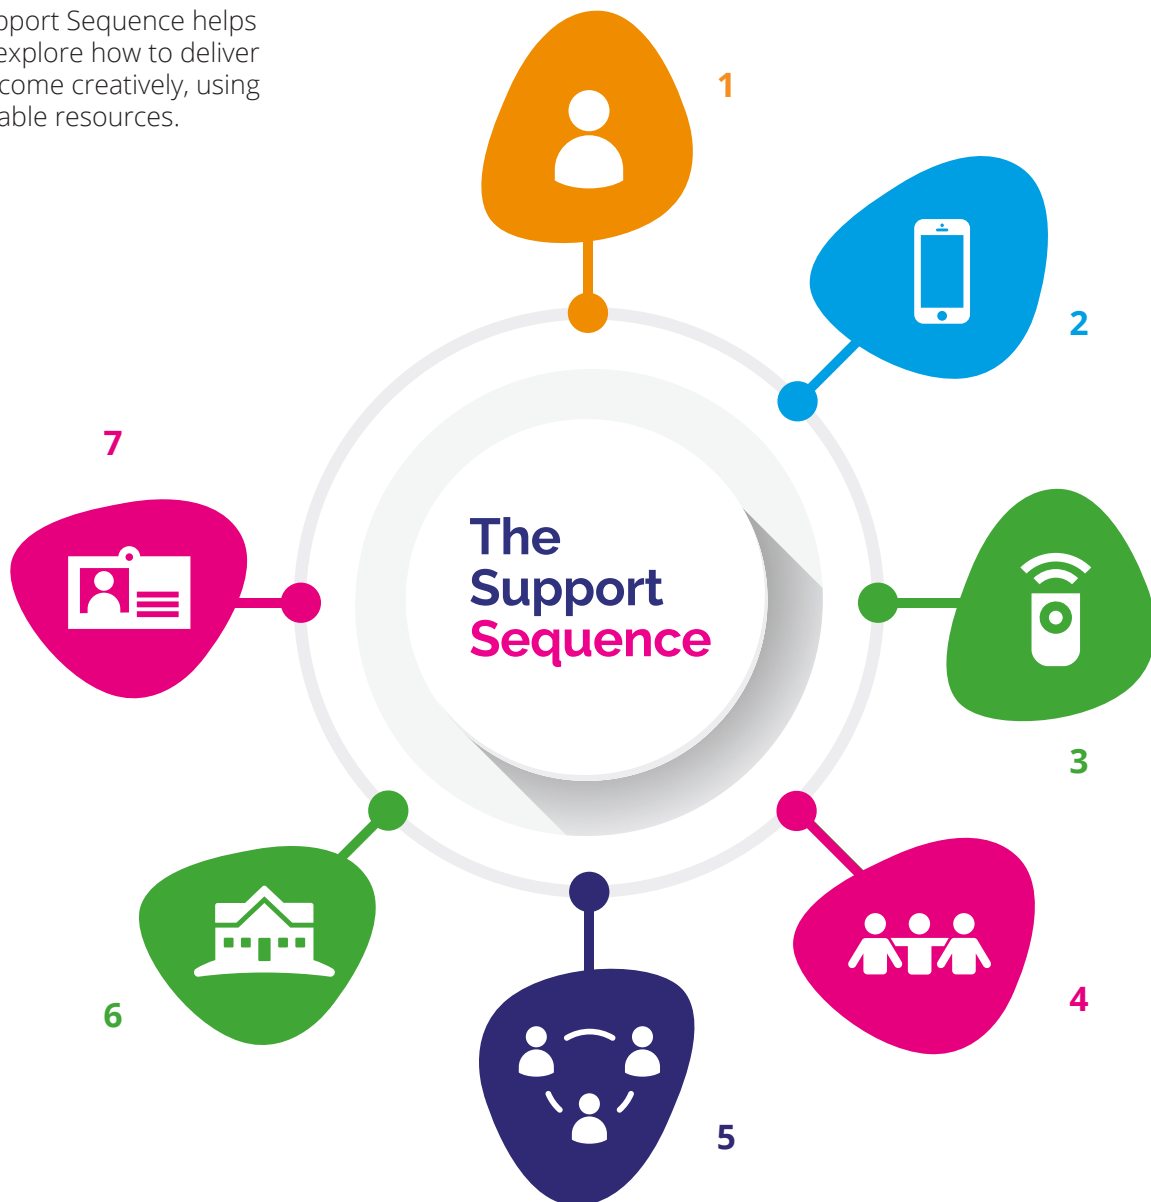 pport Sequence helps
explore how to deliver
come creatively, using
able resources.
1
2
7
The
Support
Sequence
3
4
6
5